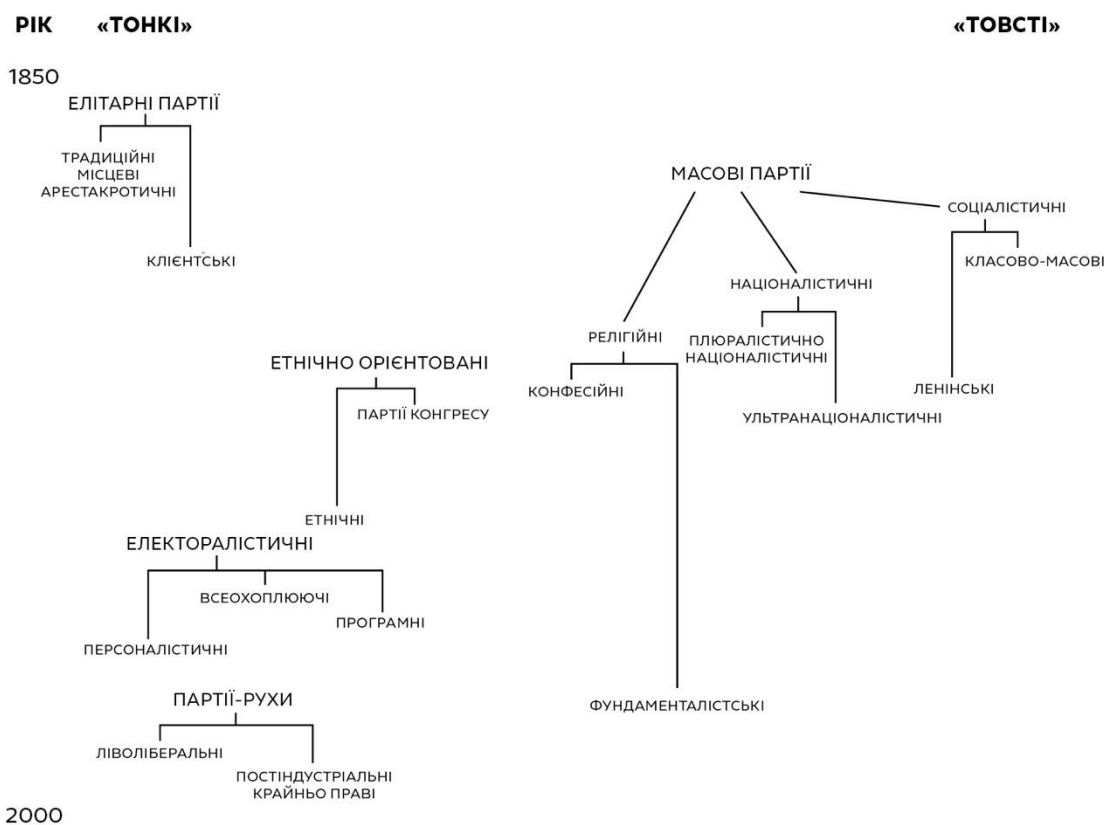 РІК «ТОНКІ» «ТОВСТІ»
1850
ЕЛІТАРНІ ПАРТІЇ
ТРАДИЦІЙНІ
МІСЦЕВІ
АРЕСТАКРОТИЧНІ
КЛІЄНТСЬКІ
МАСОВІ ПАРТІЇ
СОЦІАЛІСТИЧНІ
КЛАСОВО-МАСОВІ
НАЦІОНАЛІСТИЧНІ
РЕЛІГІЙНІ
ПЛЮРАЛІСТИЧНО
НАЦІОНАЛІСТИЧНІ
КОНФЕСІЙНІ
ЛЕНІНСЬКІ
УЛЬТРАНАЦІОНАЛІСТИЧНІ
ЕТНІЧНО ОРІЄНТОВАНІ
ПАРТІЇ КОНГРЕСУ
ЕТНІЧНІ
ЕЛЕКТОРАЛІСТИЧНІ
ВСЕОХОПЛЮЮЧІ
ПРОГРАМНІ
ПЕРСОНАЛІСТИЧНІ
ФУНДАМЕНТАЛІСТСЬКІ
ПАРТІЇ-РУХИ
ЛІВОЛІБЕРАЛЬНІ
ПОСТІНДУСТРІАЛЬНІ
КРАЙНЬО ПРАВІ
2000